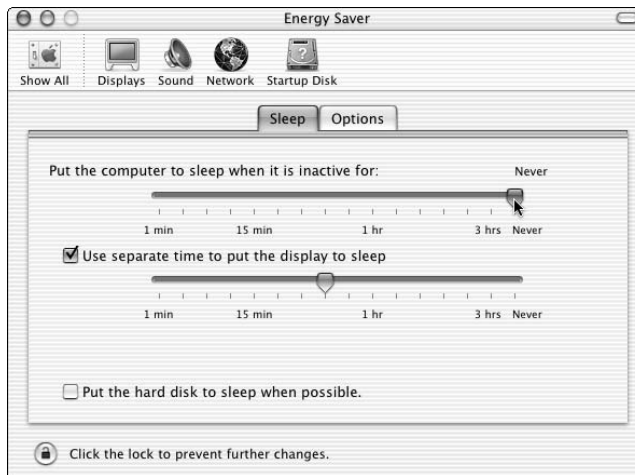 Energy Saver
Show All Displays Sound Network Startup Disk
Sleep Options
Put the computer to sleep when it is inactive for: Never
1 min 15 min 1 hr 3 hrs Never
Use separate time to put the display to sleep
1 min 15 min 1 hr 3 hrs Never
Put the hard disk to sleep when possible.
Click the lock to prevent further changes.